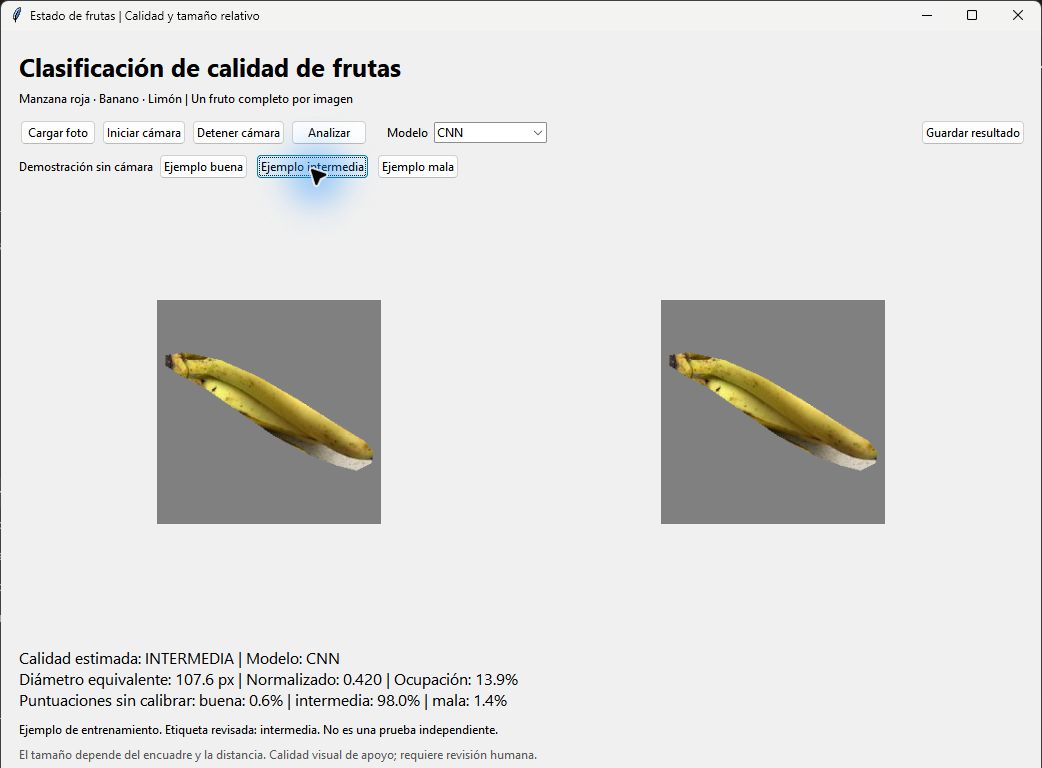 Estado de frutas | Calidad y tamaño relativo
Clasificación de calidad de frutas
Manzana roja · Banano · Limón | Un fruto completo por imagen
Cargar foto Iniciar cámara Detener cámara Analizar Modelo CNN Guardar resultado
Demostración sin cámara Ejemplo buena Ejemplo intermedia Ejemplo mala
Calidad estimada: INTERMEDIA | Modelo: CNN
Diámetro equivalente: 107.6 px | Normalizado: 0.420 | Ocupación: 13.9%
Puntuaciones sin calibrar: buena: 0.6% | intermedia: 98.0% | mala: 1.4%
Ejemplo de entrenamiento. Etiqueta revisada: intermedia. No es una prueba independiente.
El tamaño depende del encuadre y la distancia. Calidad visual de apoyo; requiere revisión humana.